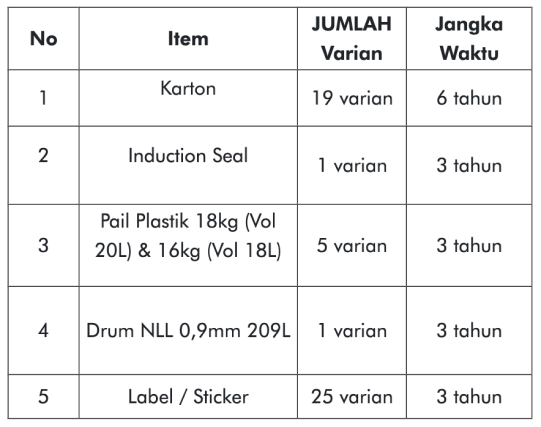 No Item JUMLAH Varian Jangka Waktu
1 Karton 19 varian 6 tahun
2 Induction Seal 1 varian 3 tahun
3 Pail Plastik 18kg (Vol 20L) & 16kg (Vol 18L) 5 varian 3 tahun
4 Drum NLL 0,9mm 209L 1 varian 3 tahun
5 Label / Sticker 25 varian 3 tahun